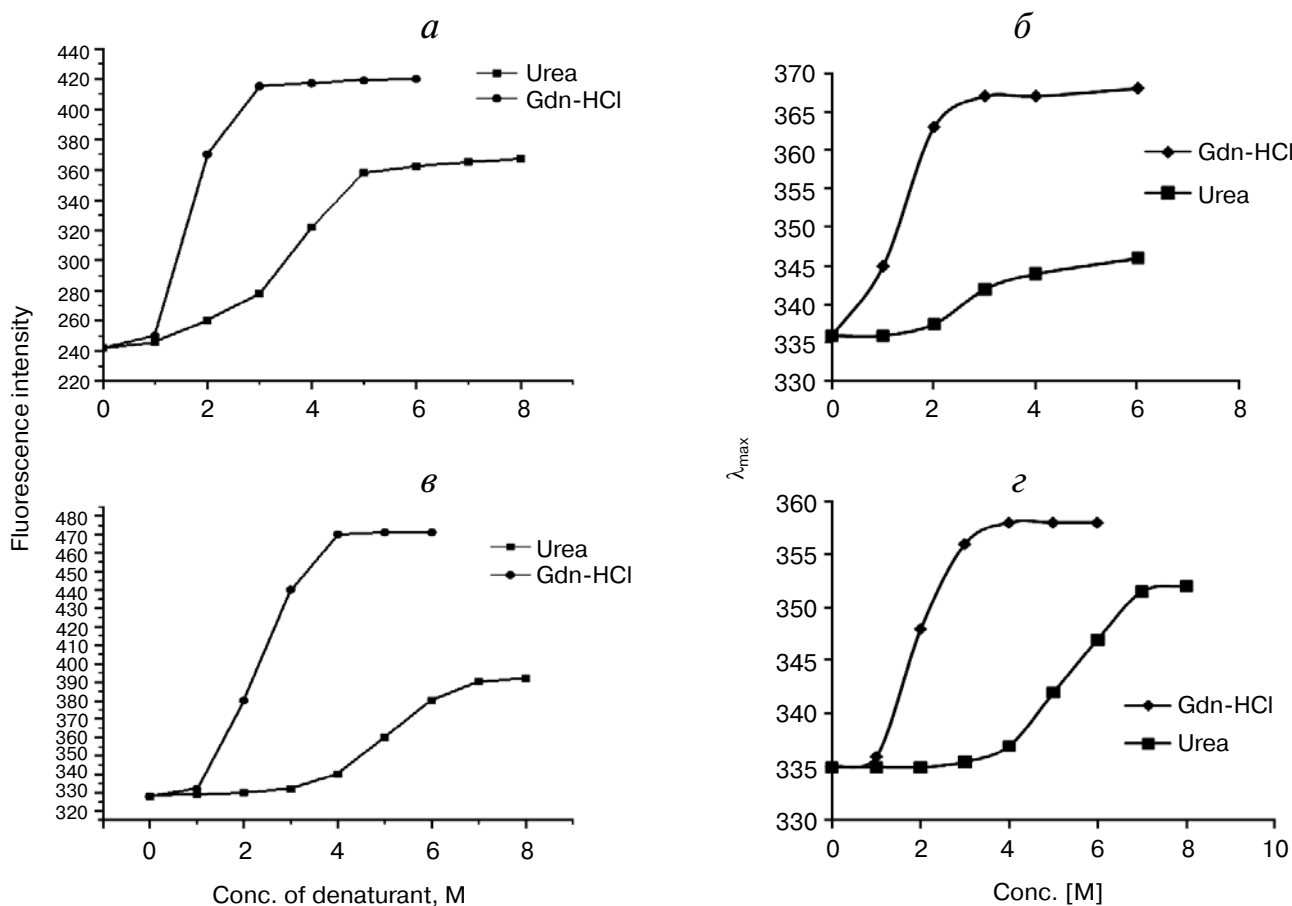 а
440
420
400
380
360
340
320
300
280
260
240
220
0 2 4 6 8
Urea
Gdn-HCl
б
370
365
360
355
350
345
340
335
330
0 2 4 6 8
Gdn-HCl
Urea
Fluorescence intensity
λmax
в
480
470
460
450
440
430
420
410
400
390
380
370
360
350
340
330
320
0 2 4 6 8
Urea
Gdn-HCl
Conc. of denaturant, M
г
360
355
350
345
340
335
330
0 2 4 6 8 10
Gdn-HCl
Urea
Conc. [M]